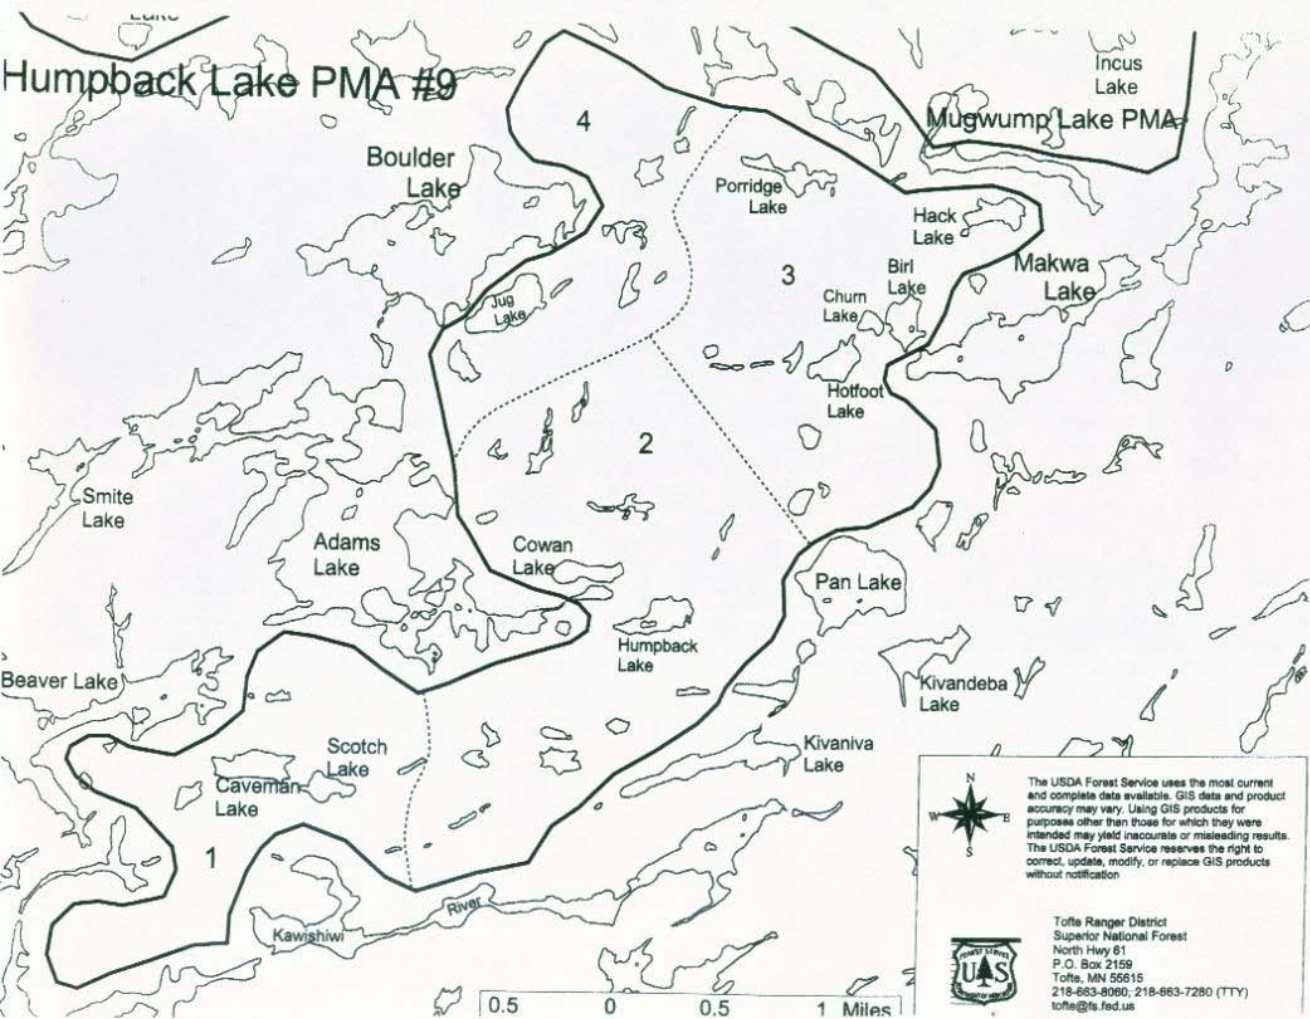 Lake
Humpback Lake PMA #9
Incus
Lake
Mugwump Lake PMA
4
Boulder
Lake
Porridge
Lake
Hack
Lake
3
Birl
Lake
Makwa
Lake
Churn
Lake
Jug
Lake
Hotfoot
Lake
2
Smite
Lake
Adams
Lake
Cowan
Lake
Pan Lake
Humpback
Lake
Beaver Lake
Kivandeba
Lake
Scotch
Lake
Kivaniva
Lake
Caveman
Lake
1
River
Kawishiwi
N
W E
S
The USDA Forest Service uses the most current
and complete data available. GIS data and product
accuracy may vary. Using GIS products for
purposes other than those for which they were
intended may yield inaccurate or misleading results.
The USDA Forest Service reserves the right to
correct, update, modify, or replace GIS products
without notification
Tofte Ranger District
Superior National Forest
North Hwy 61
P.O. Box 2159
Tofte, MN 55615
218-663-8060; 218-663-7280 (TTY)
tofte@fs.fed.us
FOREST SERVICE
U S
DEPARTMENT OF AGRICULTURE
0.5 0 0.5 1 Miles